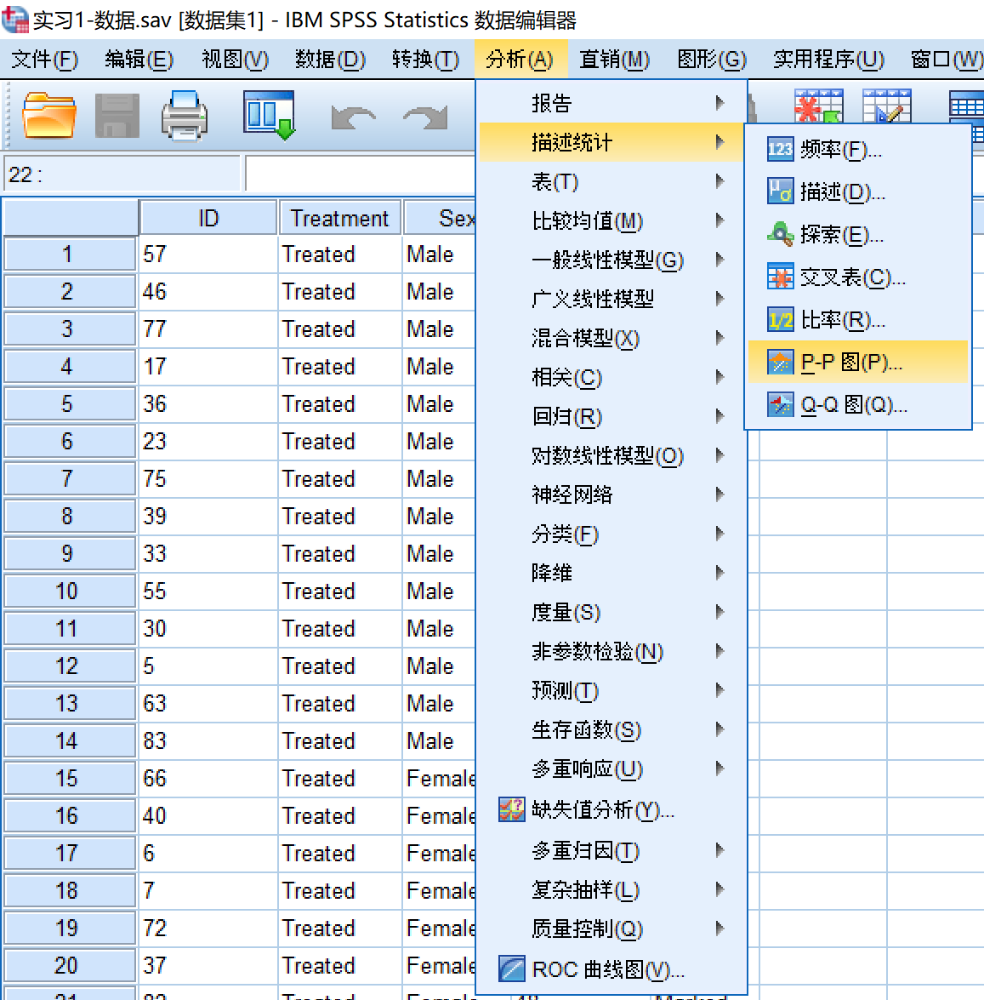 实习1-数据.sav [数据集1] - IBM SPSS Statistics 数据编辑器
文件(F) 编辑(E) 视图(V) 数据(D) 转换(T) 分析(A) 直销(M) 图形(G) 实用程序(U) 窗口(W)
22 :
ID Treatment Sex
1 57 Treated Male
2 46 Treated Male
3 77 Treated Male
4 17 Treated Male
5 36 Treated Male
6 23 Treated Male
7 75 Treated Male
8 39 Treated Male
9 33 Treated Male
10 55 Treated Male
11 30 Treated Male
12 5 Treated Male
13 63 Treated Male
14 83 Treated Male
15 66 Treated Female
16 40 Treated Female
17 6 Treated Female
18 7 Treated Female
19 72 Treated Female
20 37 Treated Female
报告
描述统计
表(T)
比较均值(M)
一般线性模型(G)
广义线性模型
混合模型(X)
相关(C)
回归(R)
对数线性模型(O)
神经网络
分类(F)
降维
度量(S)
非参数检验(N)
预测(T)
生存函数(S)
多重响应(U)
缺失值分析(Y)...
多重归因(T)
复杂抽样(L)
质量控制(Q)
ROC 曲线图(V)...
123 频率(F)...
描述(D)...
探索(E)...
交叉表(C)...
1/2 比率(R)...
P-P 图(P)...
Q-Q 图(Q)...